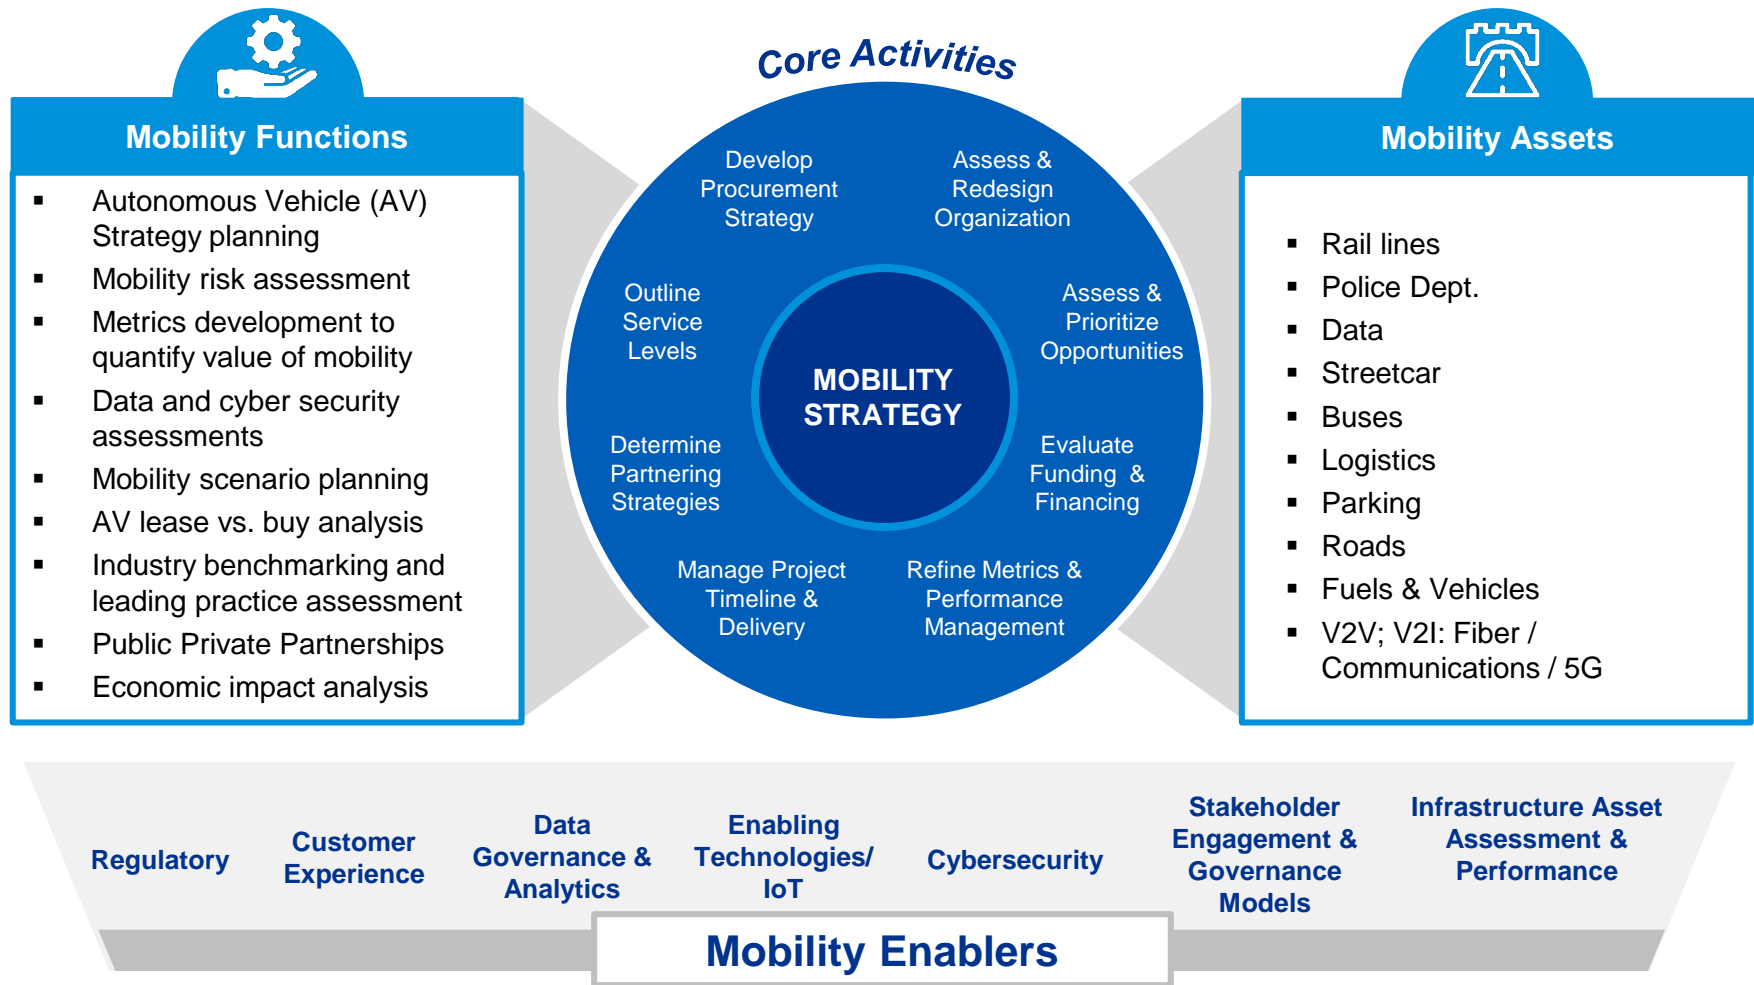 Core Activities
Mobility Functions
▪ Autonomous Vehicle (AV)
Strategy planning
▪ Mobility risk assessment
▪ Metrics development to
quantify value of mobility
▪ Data and cyber security
assessments
▪ Mobility scenario planning
▪ AV lease vs. buy analysis
▪ Industry benchmarking and
leading practice assessment
▪ Public Private Partnerships
▪ Economic impact analysis
Develop
Procurement
Strategy
Assess &
Redesign
Organization
Outline
Service
Levels
Assess &
Prioritize
Opportunities
MOBILITY
STRATEGY
Determine
Partnering
Strategies
Evaluate
Funding &
Financing
Manage Project
Timeline &
Delivery
Refine Metrics &
Performance
Management
Mobility Assets
▪ Rail lines
▪ Police Dept.
▪ Data
▪ Streetcar
▪ Buses
▪ Logistics
▪ Parking
▪ Roads
▪ Fuels & Vehicles
▪ V2V; V2I: Fiber /
Communications / 5G
Regulatory
Customer
Experience
Data
Governance &
Analytics
Enabling
Technologies/
IoT
Cybersecurity
Stakeholder
Engagement &
Governance
Models
Infrastructure Asset
Assessment &
Performance
Mobility Enablers